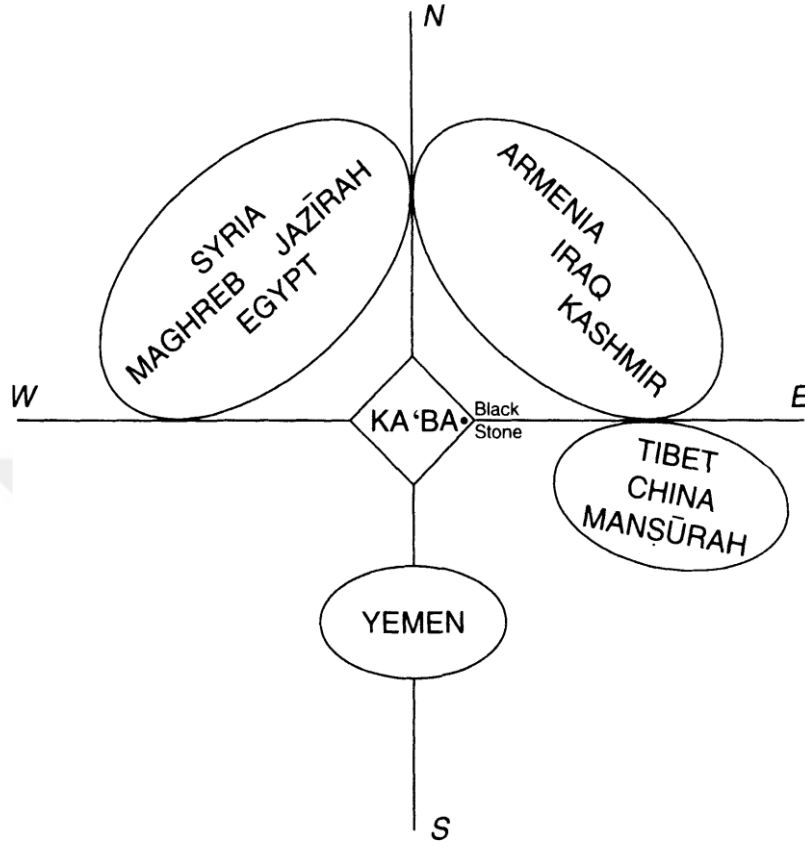 N
SYRIA
JAZĪRAH
MAGHREB
EGYPT
ARMENIA
IRAQ
KASHMIR
W
KA‘BA
Black
Stone
E
TIBET
CHINA
MANṢŪRAH
YEMEN
S